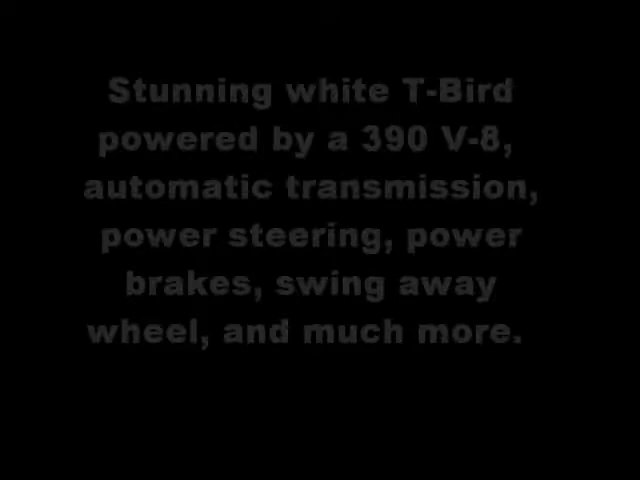 Stunning white T-Bird
powered by a 390 V-8,
automatic transmission,
power steering, power
brakes, swing away
wheel, and much more.